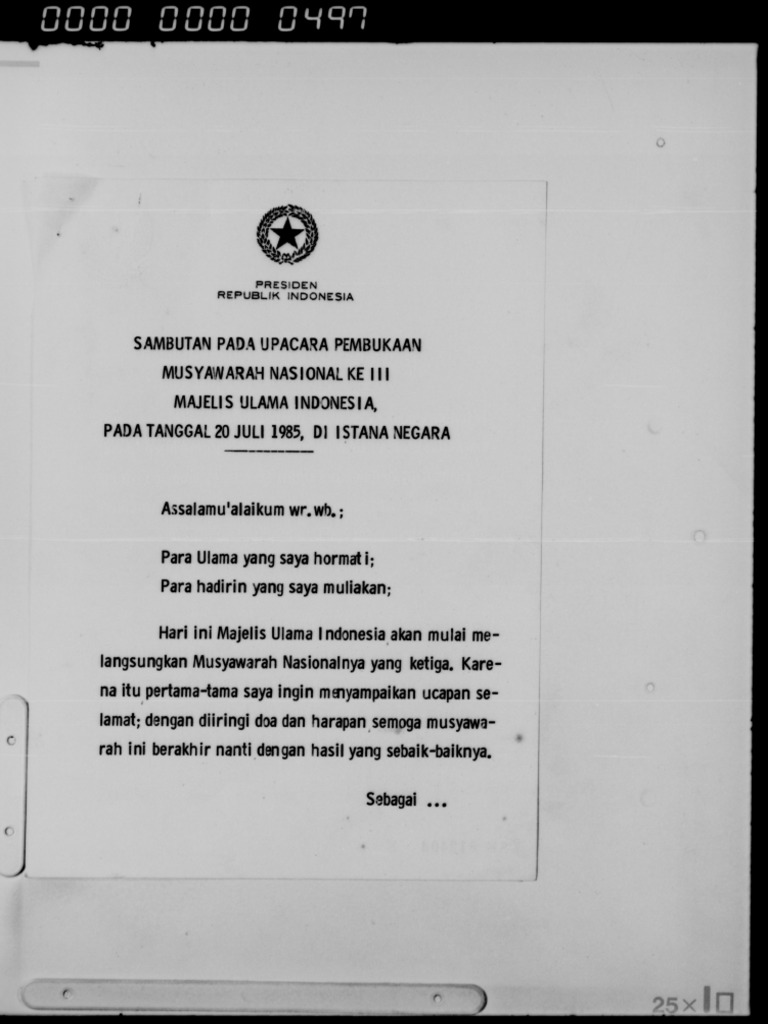 0000 0000 0497
PRESIDEN
REPUBLIK INDONESIA
SAMBUTAN PADA UPACARA PEMBUKAAN
MUSYAWARAH NASIONAL KE III
MAJELIS ULAMA INDONESIA,
PADA TANGGAL 20 JULI 1985, DI ISTANA NEGARA
Assalamu'alaikum wr. wb. ;
Para Ulama yang saya hormati;
Para hadirin yang saya muliakan;
Hari ini Majelis Ulama Indonesia akan mulai me-
langsungkan Musyawarah Nasionalnya yang ketiga. Kare-
na itu pertama-tama saya ingin menyampaikan ucapan se-
lamat; dengan diiringi doa dan harapan semoga musyawa-
rah ini berakhir nanti dengan hasil yang sebaik-baiknya.
Sebagai ...
25×